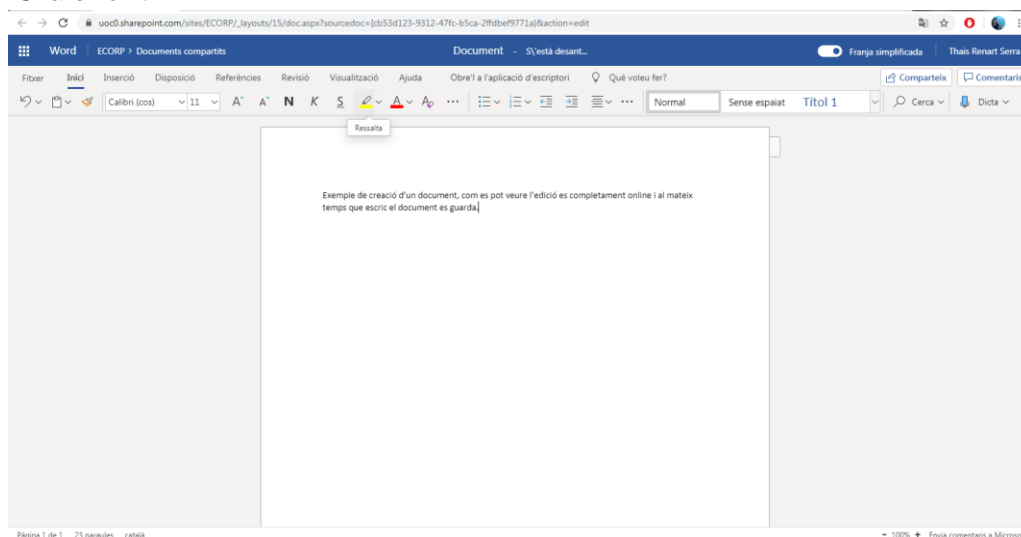 uoc0.sharepoint.com/sites/ECORP/_layouts/15/doc.aspx?sourcedoc={cb53d123-9312-47fc-b5ca-2ffdbef9771a}&action=edit
Word ECORP > Documents compartits Document - S\'està desant... Franja simplificada Thais Renart Serra
Fitxer Inici Inserció Disposició Referències Revisió Visualització Ajuda Obre'l a l'aplicació d'escriptori Què voleu fer? Comparteix Comentaris
Calibri (cos) 11 A A N K S A A Normal Sense espaiat Títol 1 Cerca Dicta
Ressalta
Exemple de creació d'un document, com es pot veure l'edició es completament online i al mateix
temps que escric el document es guarda.
Pàgina 1 de 1 23 paraules català - 100% + Envia comentaris a Microso